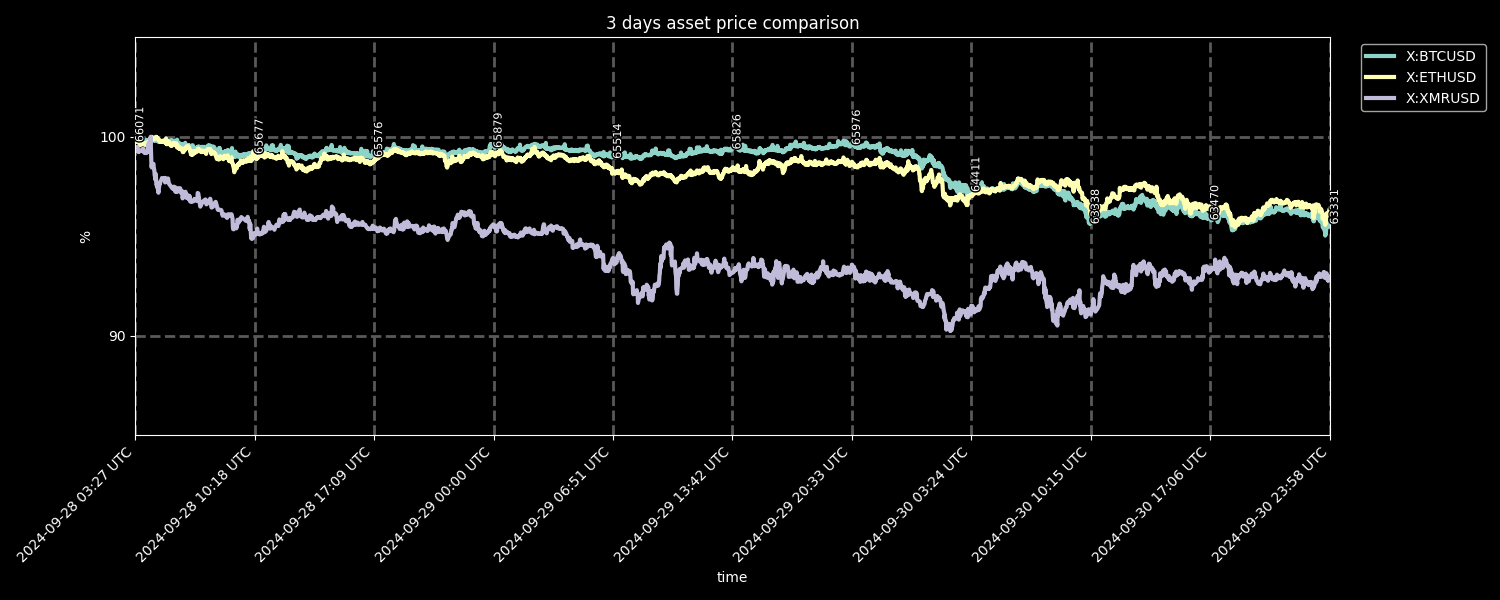 3 days asset price comparison
X:BTCUSD
X:ETHUSD
X:XMRUSD
100
90
%
66071
65677
65576
65879
65514
65826
65976
64411
63338
63470
63331
2024-09-28 03:27 UTC
2024-09-28 10:18 UTC
2024-09-28 17:09 UTC
2024-09-29 00:00 UTC
2024-09-29 06:51 UTC
2024-09-29 13:42 UTC
2024-09-29 20:33 UTC
2024-09-30 03:24 UTC
2024-09-30 10:15 UTC
2024-09-30 17:06 UTC
2024-09-30 23:58 UTC
time